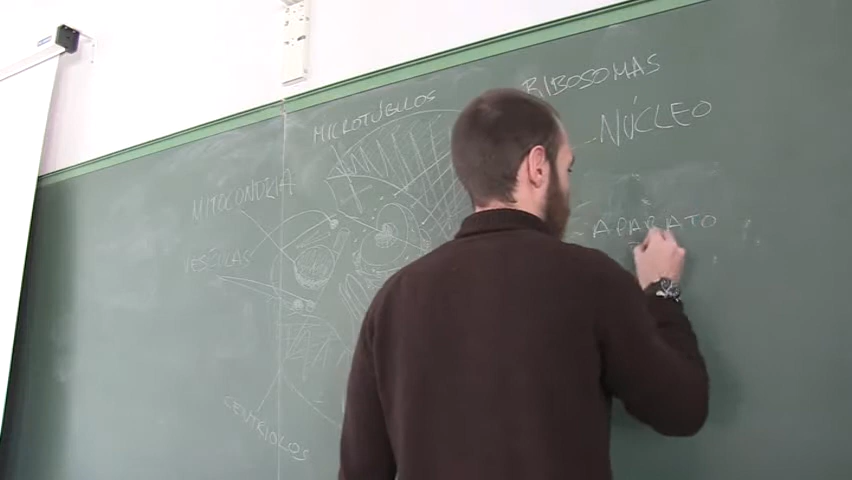 RIBOSOMAS
MICROTÚBULOS
NÚCLEO
MITOCONDRIA
APARATO
VESÍCULAS
CENTRIOLOS